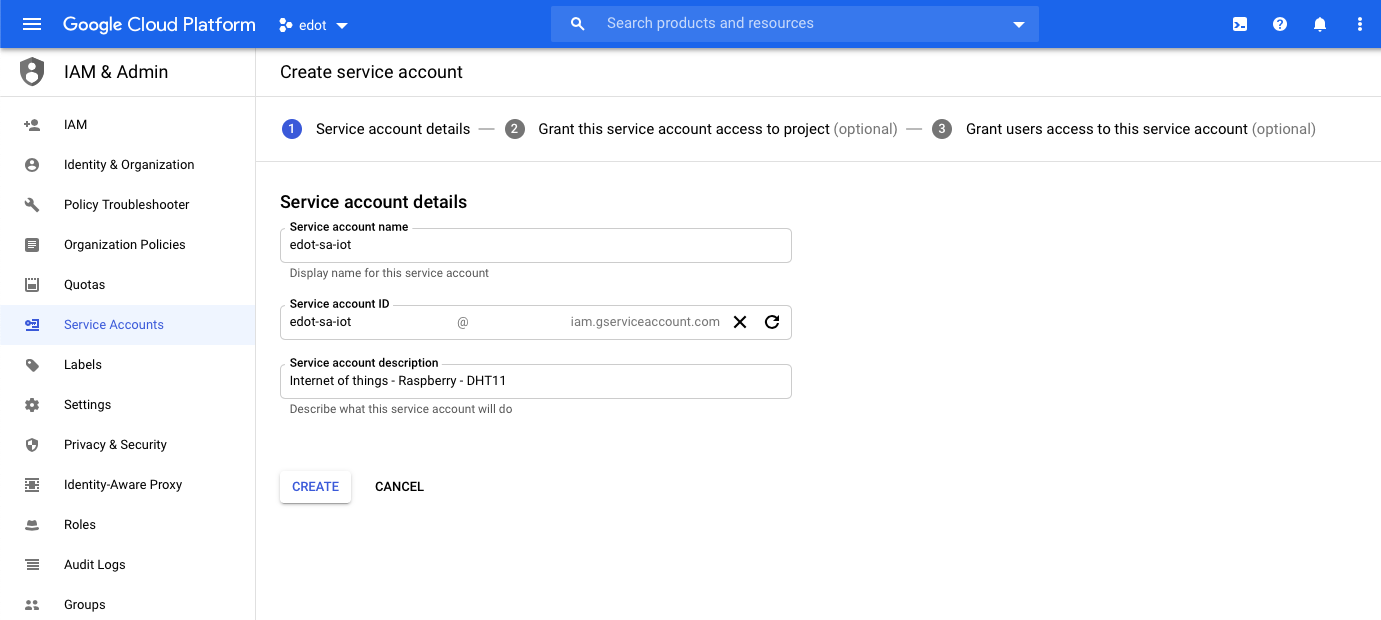 Google Cloud Platform edot Search products and resources
IAM & Admin
Create service account
1 Service account details — 2 Grant this service account access to project (optional) — 3 Grant users access to this service account (optional)
IAM
Identity & Organization
Policy Troubleshooter
Organization Policies
Quotas
Service Accounts
Labels
Settings
Privacy & Security
Identity-Aware Proxy
Roles
Audit Logs
Groups
Service account details
Service account name
edot-sa-iot
Display name for this service account
Service account ID
edot-sa-iot @ iam.gserviceaccount.com
Service account description
Internet of things - Raspberry - DHT11
Describe what this service account will do
CREATE CANCEL